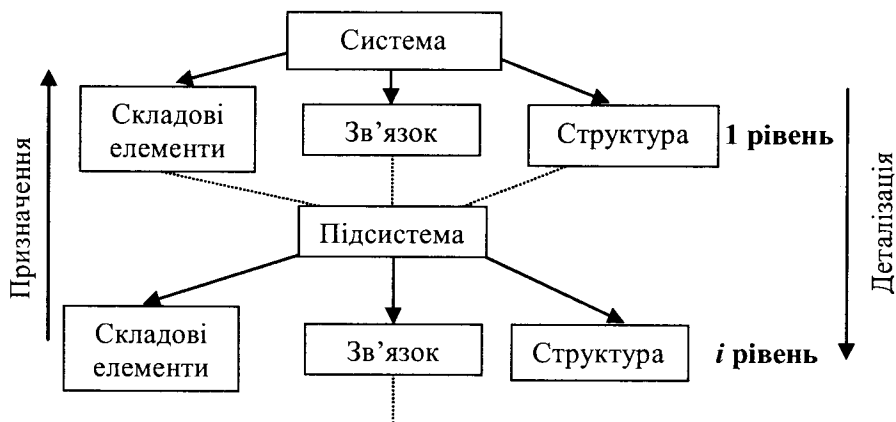 Система
Складові
елементи
Зв’язок
Структура
1 рівень
Призначення
Деталізація
Підсистема
Складові
елементи
Зв’язок
Структура
і рівень